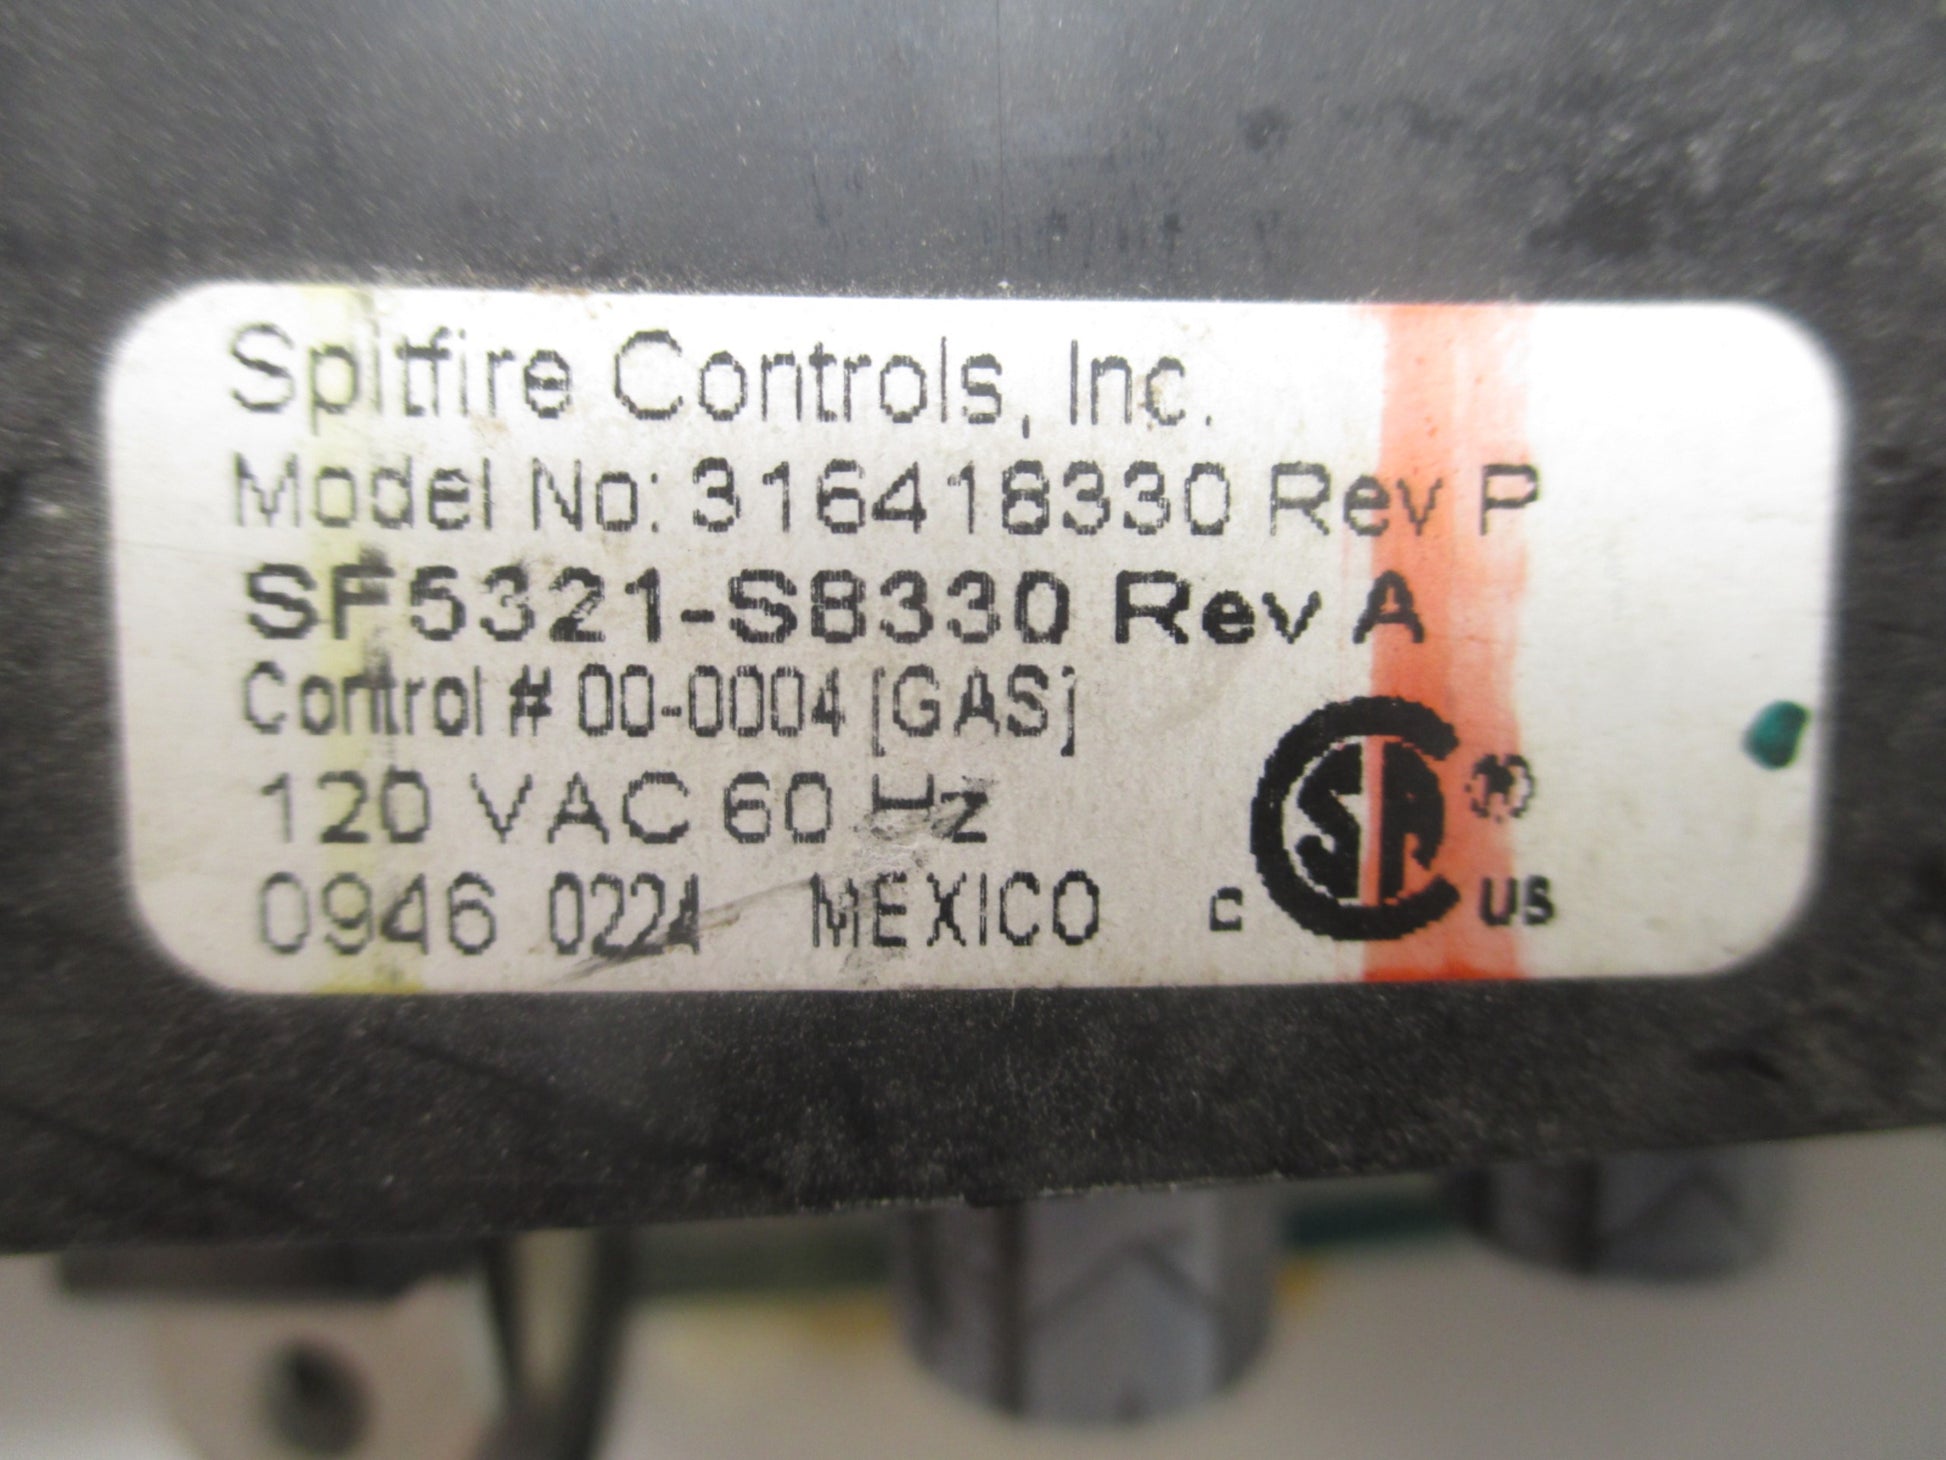 Spitfire Controls, Inc.
Model No: 316418330 Rev P
SF5321-S8330 Rev A
Control # 00-0004 [GAS]
120 VAC 60 Hz
0946 0224 MEXICO
C SA US